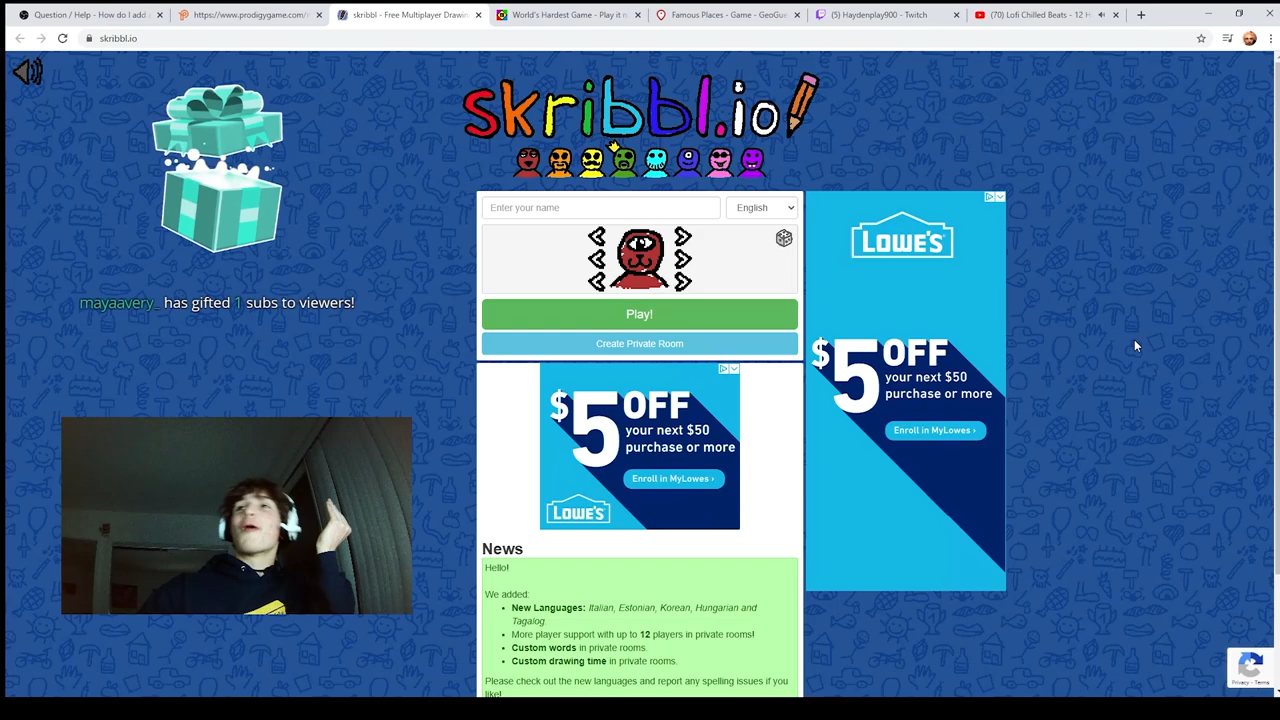 Question / Help - How do I add
https://www.prodigygame.com/
skribbl - Free Multiplayer Drawin
World's Hardest Game - Play it n
Famous Places - Game - GeoGue
(5) Haydenplay900 - Twitch
(70) Lofi Chilled Beats - 12 H
skribbl.io
skribbl.io
Enter your name
English
Play!
Create Private Room
mayaavery_ has gifted 1 subs to viewers!
LOWE'S
$5 OFF
your next $50
purchase or more
Enroll in MyLowes ›
$5 OFF
your next $50
purchase or more
Enroll in MyLowes ›
LOWE'S
News
Hello!
We added:
• New Languages: Italian, Estonian, Korean, Hungarian and
Tagalog.
• More player support with up to 12 players in private rooms!
• Custom words in private rooms.
• Custom drawing time in private rooms.
Please check out the new languages and report any spelling issues if you
like!
Privacy - Terms